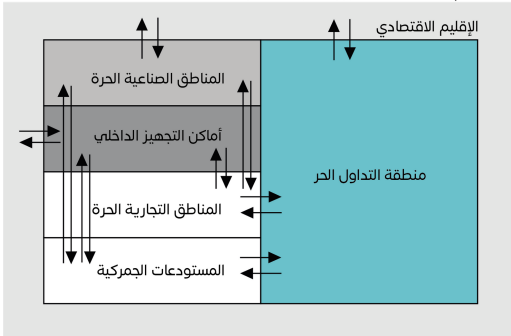 الإقليم الاقتصادي
المناطق الصناعية الحرة
أماكن التجهيز الداخلي
منطقة التداول الحر
المناطق التجارية الحرة
المستودعات الجمركية